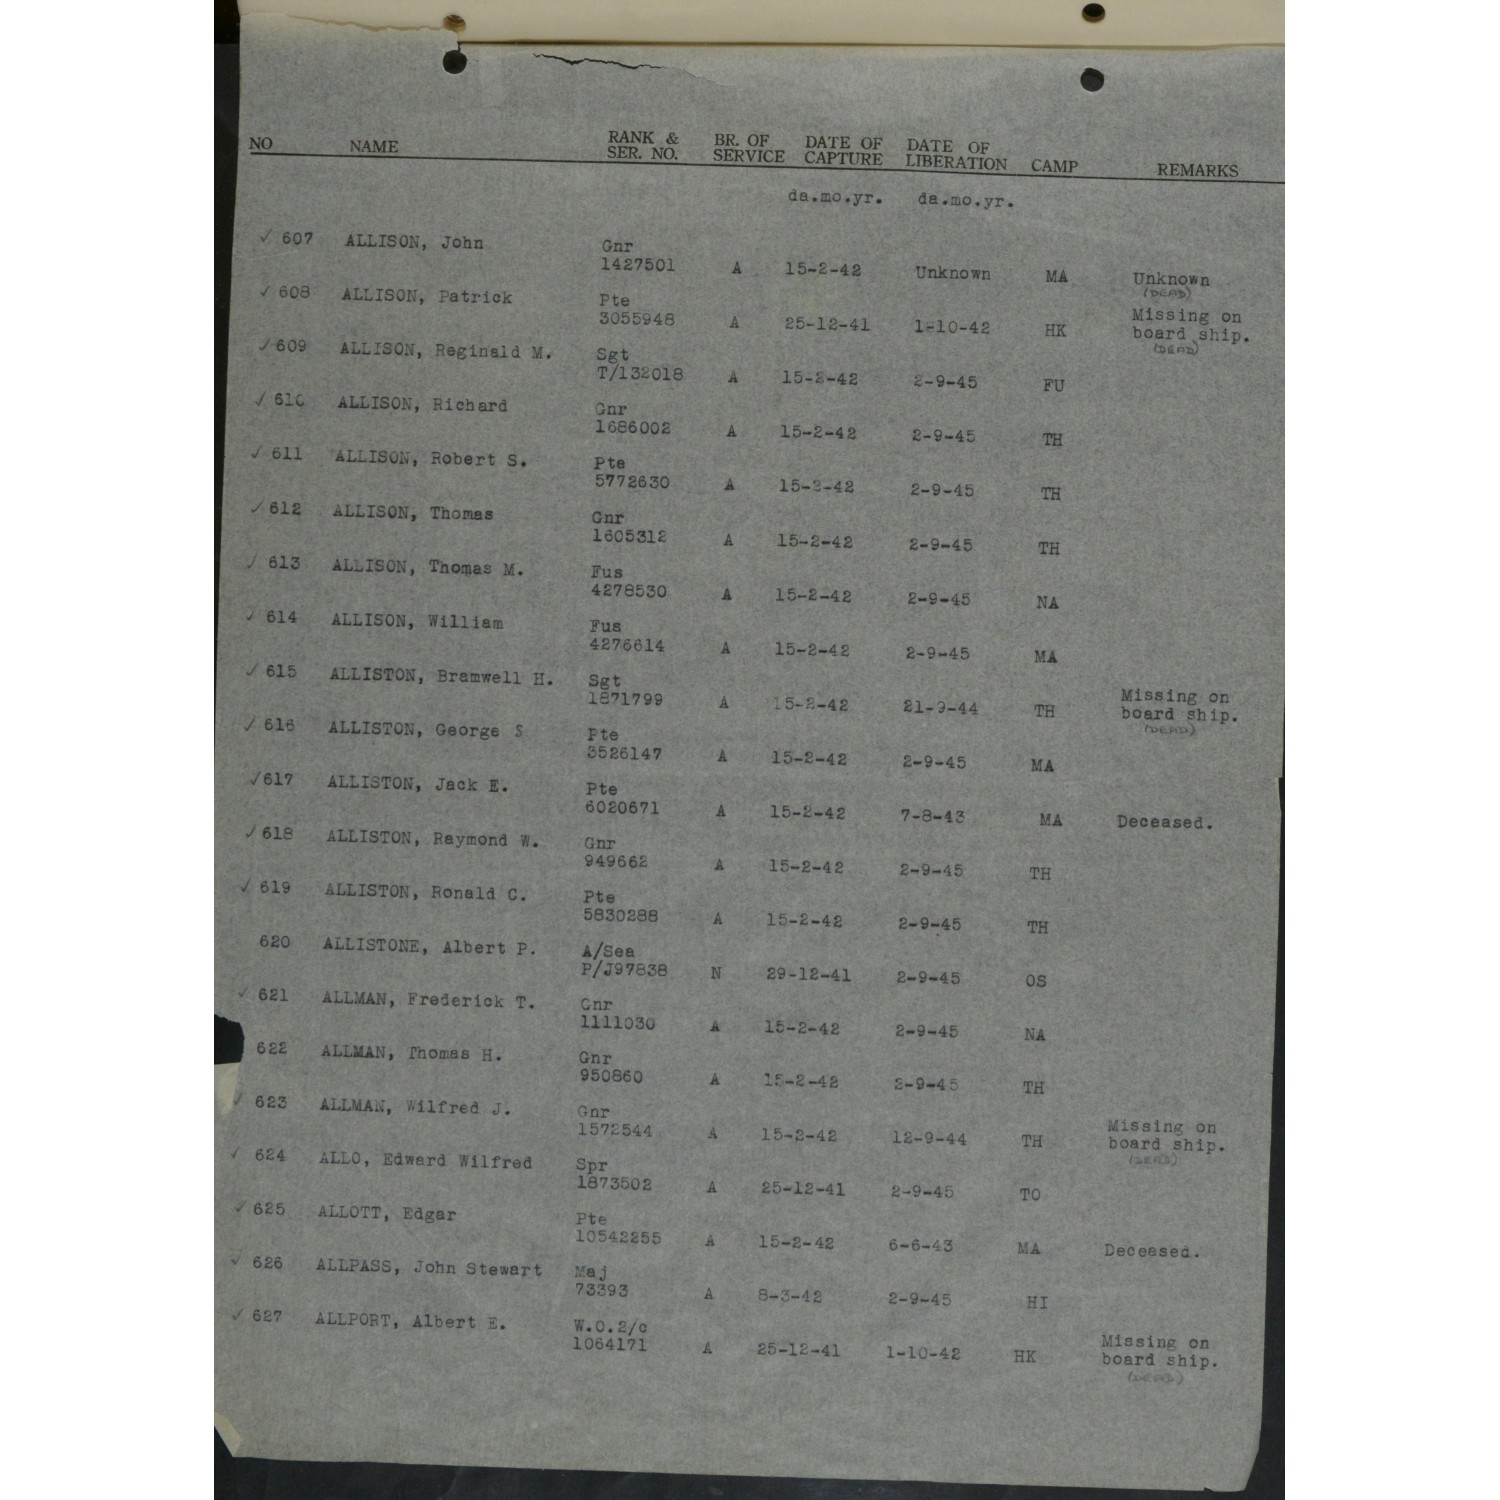 NO NAME RANK & SER. NO. BR. OF SERVICE DATE OF CAPTURE DATE OF LIBERATION CAMP REMARKS
da.mo.yr. da.mo.yr.
✓ 607 ALLISON, John Gnr
1427501 A 15-2-42 Unknown MA Unknown
(DEAD)
✓ 608 ALLISON, Patrick Pte
3055948 A 25-12-41 1-10-42 HK Missing on
board ship.
(DEAD)
✓ 609 ALLISON, Reginald M. Sgt
T/132018 A 15-2-42 2-9-45 FU
✓ 610 ALLISON, Richard Gnr
1686002 A 15-2-42 2-9-45 TH
✓ 611 ALLISON, Robert S. Pte
5772630 A 15-2-42 2-9-45 TH
✓ 612 ALLISON, Thomas Gnr
1605312 A 15-2-42 2-9-45 TH
✓ 613 ALLISON, Thomas M. Fus
4278530 A 15-2-42 2-9-45 NA
✓ 614 ALLISON, William Fus
4276614 A 15-2-42 2-9-45 MA
✓ 615 ALLISTON, Bramwell H. Sgt
1871799 A 15-2-42 21-9-44 TH Missing on
board ship.
(DEAD)
✓ 616 ALLISTON, George S Pte
3526147 A 15-2-42 2-9-45 MA
✓ 617 ALLISTON, Jack E. Pte
6020671 A 15-2-42 7-8-43 MA Deceased.
✓ 618 ALLISTON, Raymond W. Gnr
949662 A 15-2-42 2-9-45 TH
✓ 619 ALLISTON, Ronald C. Pte
5830288 A 15-2-42 2-9-45 TH
620 ALLISTONE, Albert P. A/Sea
P/J97838 N 29-12-41 2-9-45 OS
✓ 621 ALLMAN, Frederick T. Gnr
1111030 A 15-2-42 2-9-45 NA
622 ALLMAN, Thomas H. Gnr
950860 A 15-2-42 2-9-45 TH
✓ 623 ALLMAN, Wilfred J. Gnr
1572544 A 15-2-42 12-9-44 TH Missing on
board ship.
(DEAD)
✓ 624 ALLO, Edward Wilfred Spr
1873502 A 25-12-41 2-9-45 TO
✓ 625 ALLOTT, Edgar Pte
10542255 A 15-2-42 6-6-43 MA Deceased.
✓ 626 ALLPASS, John Stewart Maj
73393 A 8-3-42 2-9-45 HI
✓ 627 ALLPORT, Albert E. W.O.2/c
1064171 A 25-12-41 1-10-42 HK Missing on
board ship.
(DEAD)